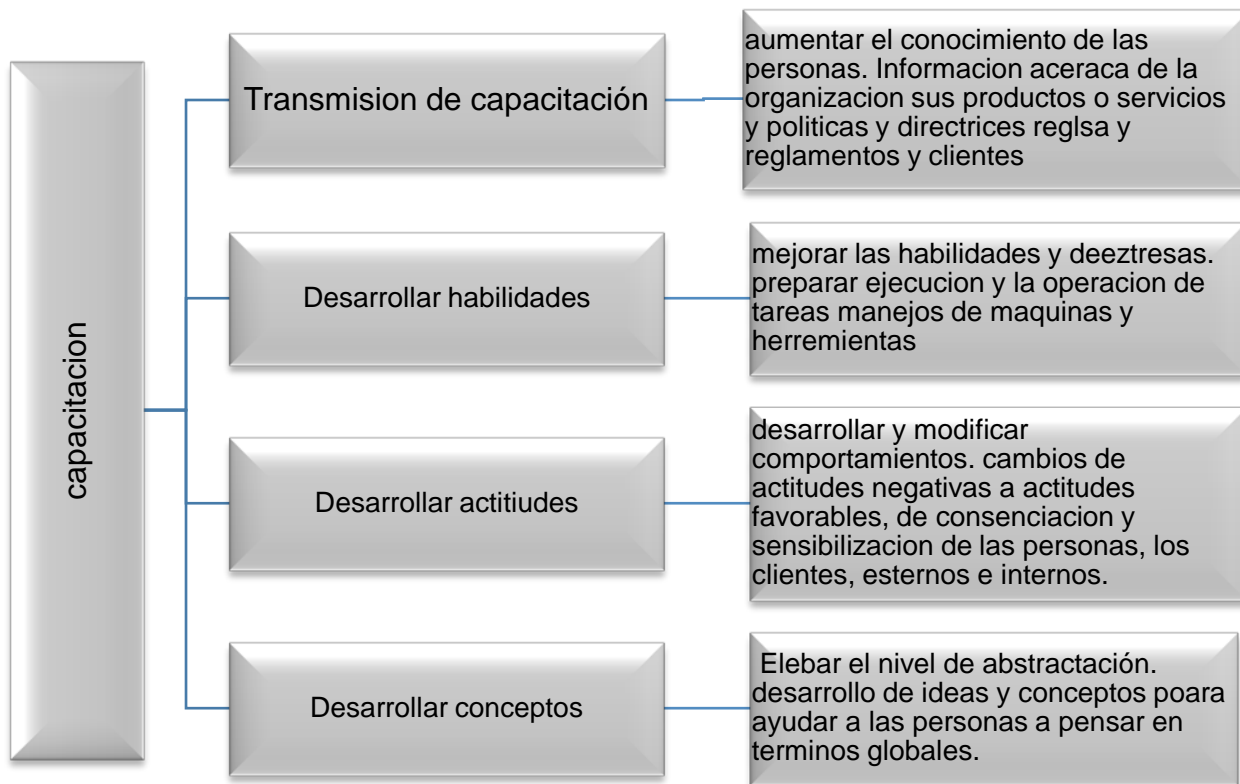 capacitacion
Transmision de capacitación
aumentar el conocimiento de las
personas. Informacion aceraca de la
organizacion sus productos o servicios
y politicas y directrices reglsa y
reglamentos y clientes
Desarrollar habilidades
mejorar las habilidades y deeztresas.
preparar ejecucion y la operacion de
tareas manejos de maquinas y
herremientas
Desarrollar actitiudes
desarrollar y modificar
comportamientos. cambios de
actitudes negativas a actitudes
favorables, de consenciacion y
sensibilizacion de las personas, los
clientes, esternos e internos.
Desarrollar conceptos
Elebar el nivel de abstractación.
desarrollo de ideas y conceptos poara
ayudar a las personas a pensar en
terminos globales.